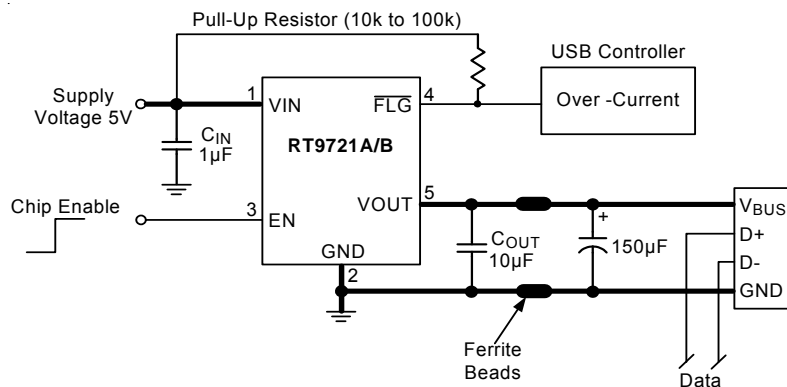 Pull-Up Resistor (10k to 100k)
USB Controller
Over -Current
Supply
Voltage 5V
1
VIN
FLG
4
CIN
1µF
RT9721A/B
Chip Enable
3
EN
VOUT
5
GND
2
COUT
10µF
+
150µF
VBUS
D+
D-
GND
Ferrite
Beads
Data